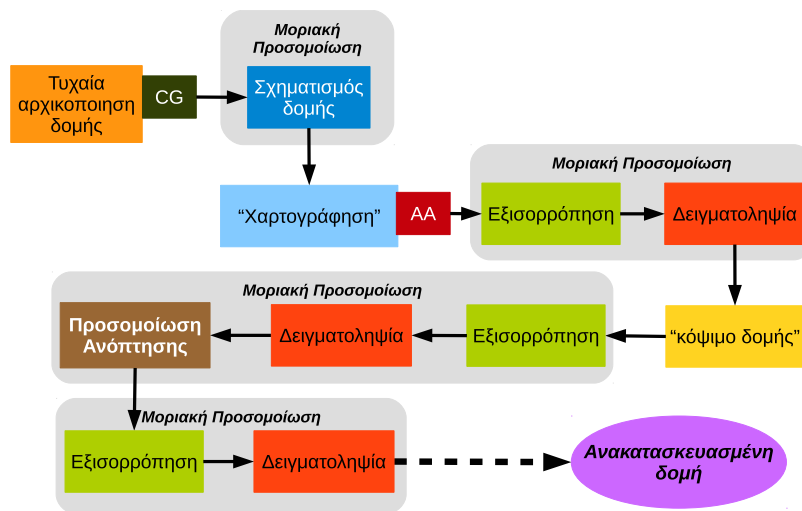 Μοριακή
Προσομοίωση
Τυχαία
αρχικοποιηση
δομής
CG
Σχηματισμός
δομής
“Χαρτογράφηση”
AA
Μοριακή Προσομοίωση
Εξισορρόπηση
Δειγματοληψία
Μοριακή Προσομοίωση
Προσομοίωση
Ανόπτησης
Δειγματοληψία
Εξισορρόπηση
“κόψιμο δομής”
Μοριακή Προσομοίωση
Εξισορρόπηση
Δειγματοληψία
Ανακατασκευασμένη
δομή